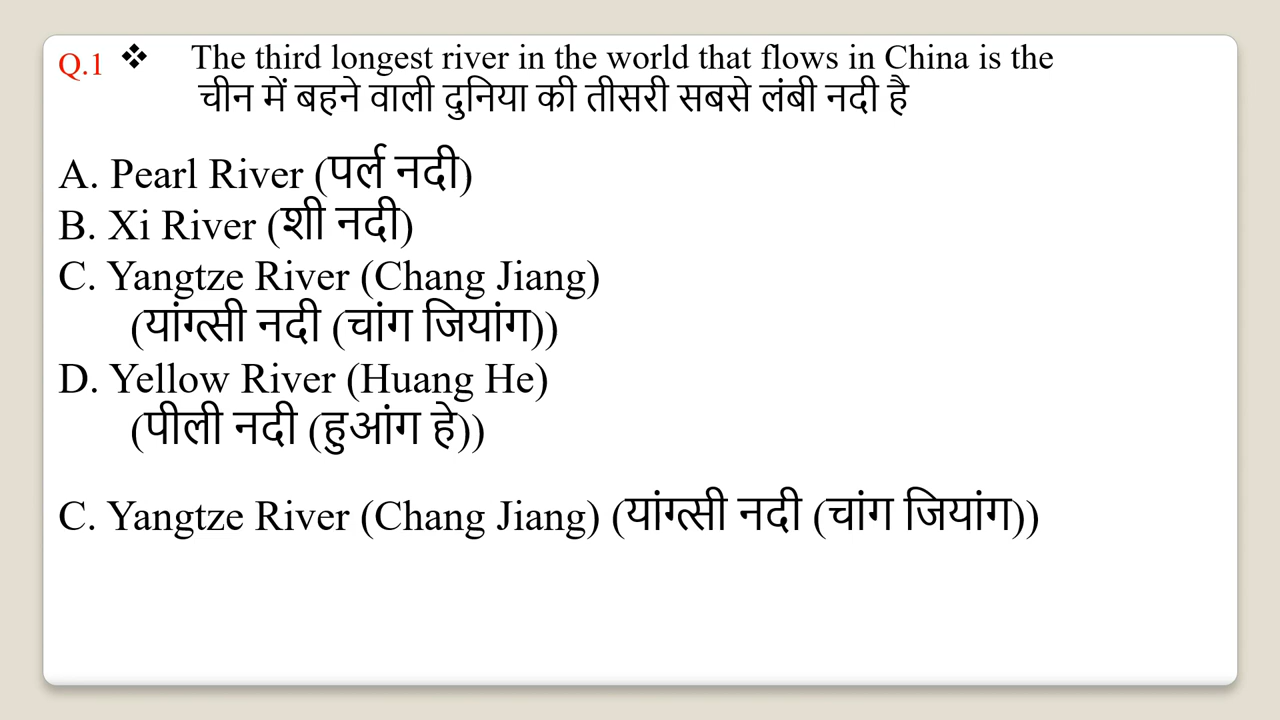 Q.1 ❖ The third longest river in the world that flows in China is the
चीन में बहने वाली दुनिया की तीसरी सबसे लंबी नदी है
A. Pearl River (पर्ल नदी)
B. Xi River (शी नदी)
C. Yangtze River (Chang Jiang)
(यांग्त्सी नदी (चांग जियांग))
D. Yellow River (Huang He)
(पीली नदी (हुआंग हे))
C. Yangtze River (Chang Jiang) (यांग्त्सी नदी (चांग जियांग))